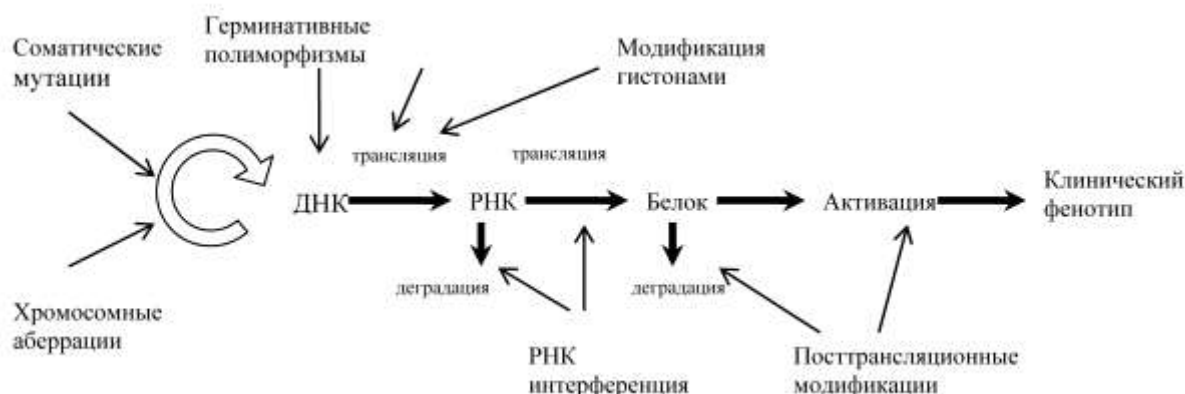 Соматические
мутации
Герминативные
полиморфизмы
Модификация
гистонами
трансляция
трансляция
ДНК
РНК
Белок
Активация
Клинический
фенотип
деградация
деградация
Хромосомные
аберрации
РНК
интерференция
Посттрансляционные
модификации